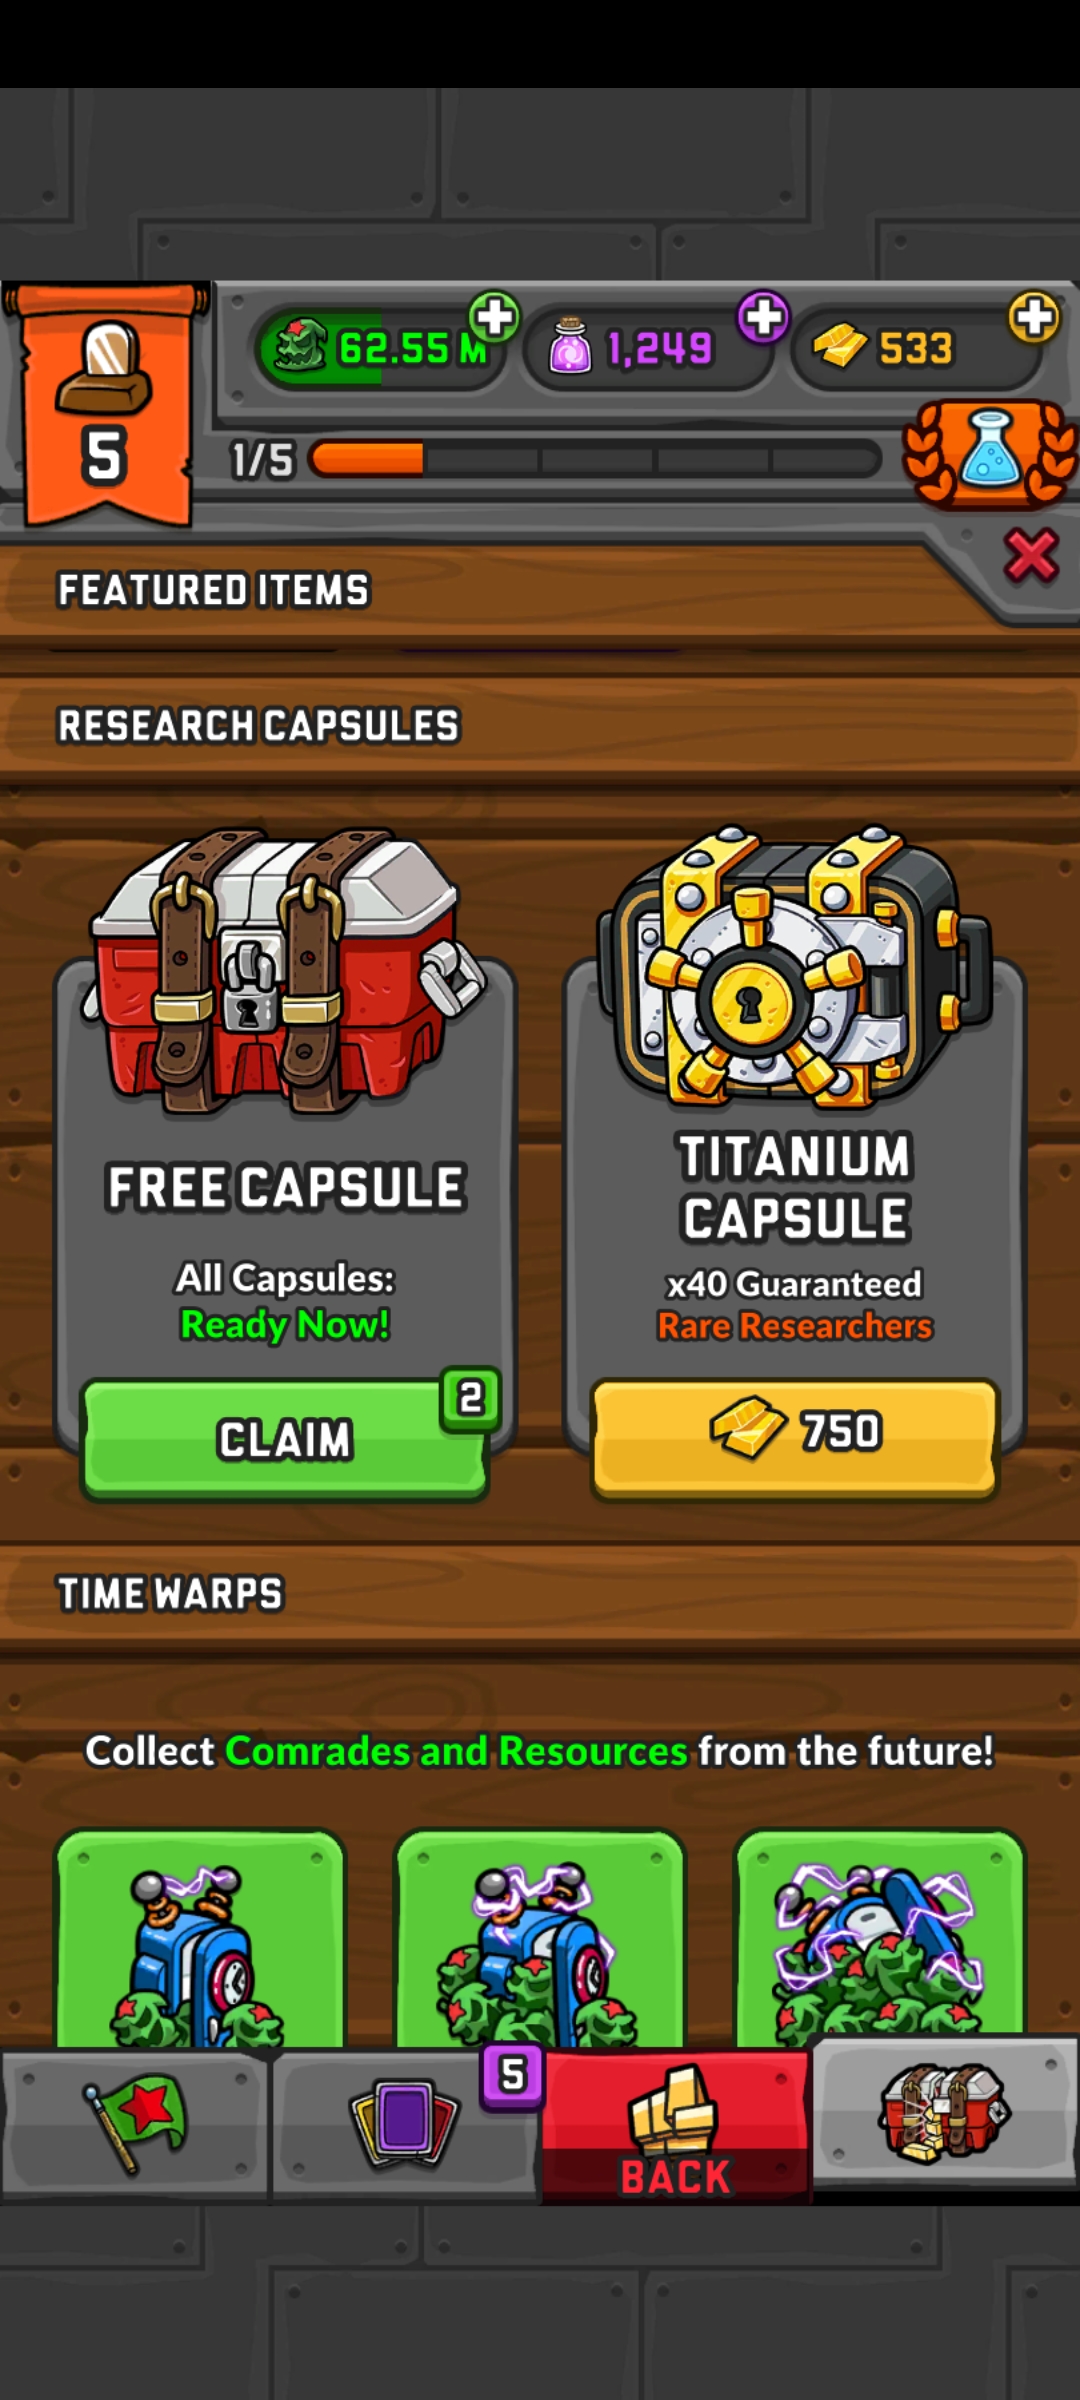 62.55 M
1,249
533
5
1/5
FEATURED ITEMS
RESEARCH CAPSULES
FREE CAPSULE
All Capsules:
Ready Now!
CLAIM
2
TITANIUM
CAPSULE
x40 Guaranteed
Rare Researchers
750
TIME WARPS
Collect Comrades and Resources from the future!
5
BACK